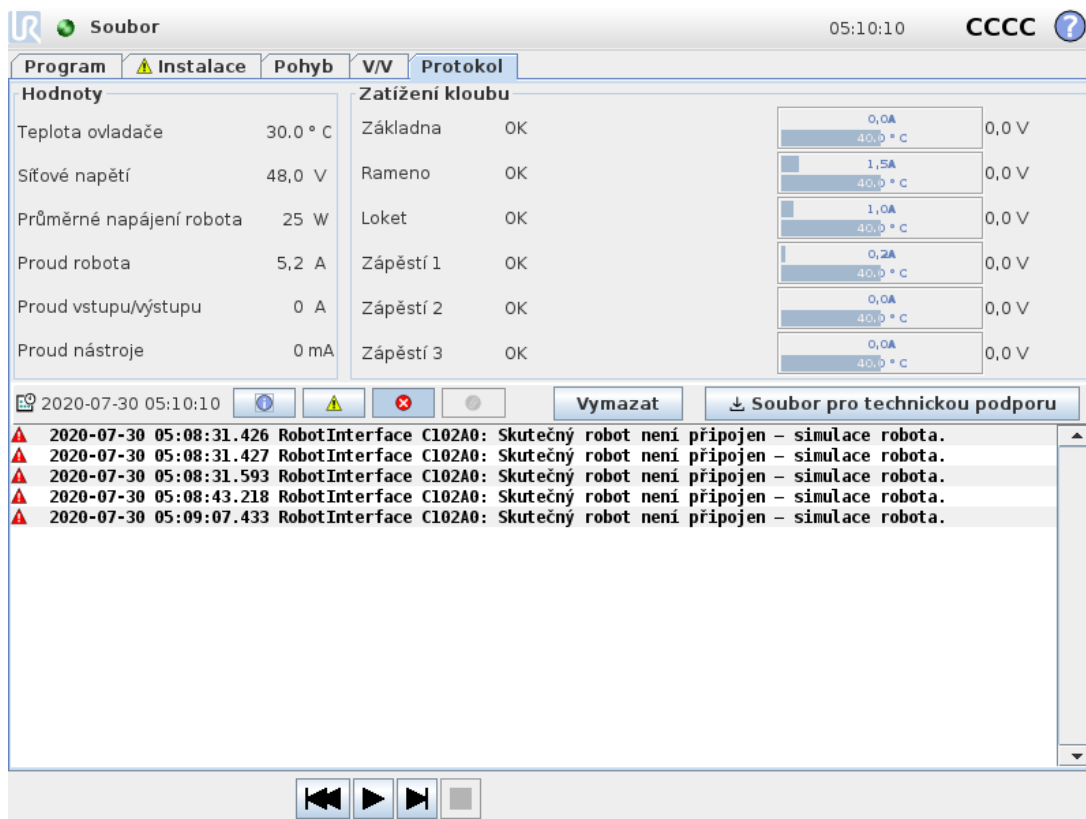 UR Soubor 05:10:10 CCCC ?
Program Instalace Pohyb V/V Protokol
Hodnoty
Teplota ovladače 30.0 ° C
Síťové napětí 48,0 V
Průměrné napájení robota 25 W
Proud robota 5,2 A
Proud vstupu/výstupu 0 A
Proud nástroje 0 mA
Zatížení kloubu
Základna OK 0,0A 40,0 ° C 0,0 V
Rameno OK 1,5A 40,0 ° C 0,0 V
Loket OK 1,0A 40,0 ° C 0,0 V
Zápěstí 1 OK 0,2A 40,0 ° C 0,0 V
Zápěstí 2 OK 0,0A 40,0 ° C 0,0 V
Zápěstí 3 OK 0,0A 40,0 ° C 0,0 V
2020-07-30 05:10:10 Vymazat Soubor pro technickou podporu
2020-07-30 05:08:31.426 RobotInterface C102A0: Skutečný robot není připojen – simulace robota.
2020-07-30 05:08:31.427 RobotInterface C102A0: Skutečný robot není připojen – simulace robota.
2020-07-30 05:08:31.593 RobotInterface C102A0: Skutečný robot není připojen – simulace robota.
2020-07-30 05:08:43.218 RobotInterface C102A0: Skutečný robot není připojen – simulace robota.
2020-07-30 05:09:07.433 RobotInterface C102A0: Skutečný robot není připojen – simulace robota.